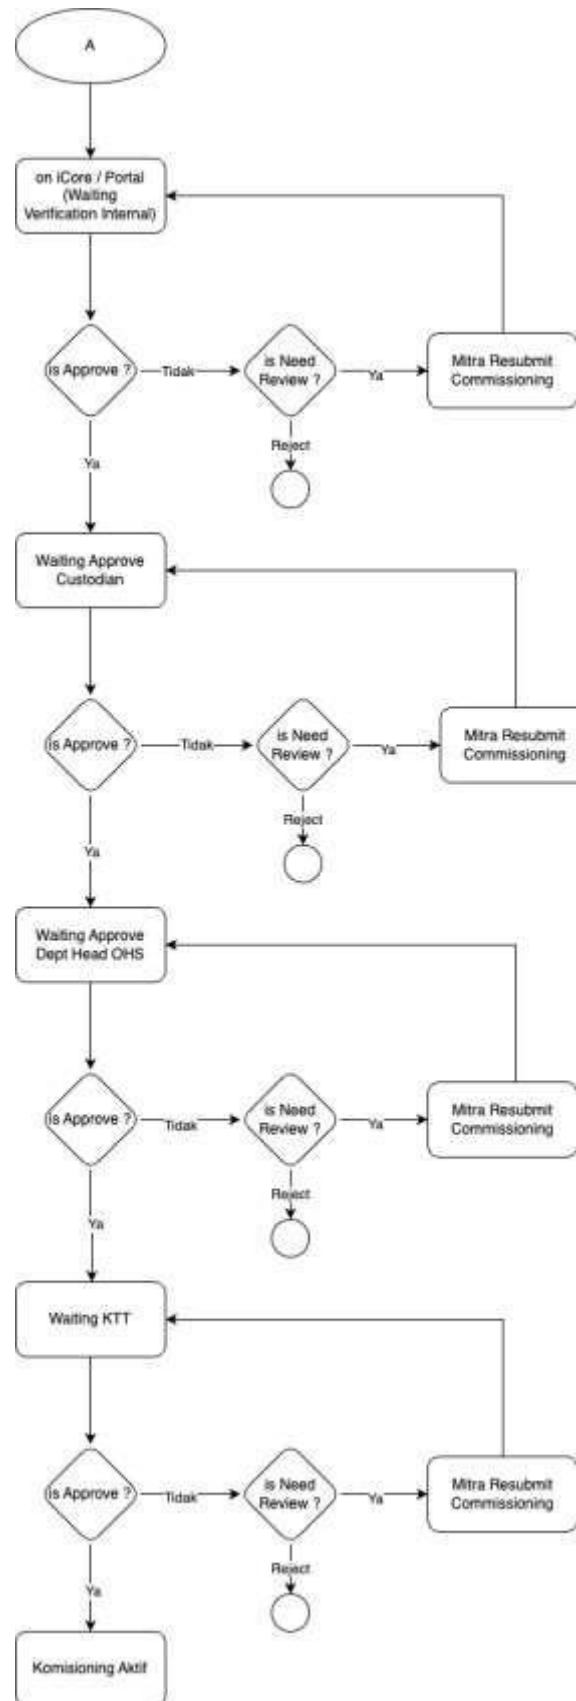 A
on iCore / Portal
(Waiting
Verification Internal)
is Approve ?
Tidak
is Need
Review ?
Ya
Mitra Resubmit
Commissioning
Reject
Ya
Waiting Approve
Custodian
is Approve ?
Tidak
is Need
Review ?
Ya
Mitra Resubmit
Commissioning
Reject
Ya
Waiting Approve
Dept Head OHS
is Approve ?
Tidak
is Need
Review ?
Ya
Mitra Resubmit
Commissioning
Reject
Ya
Waiting KTT
is Approve ?
Tidak
is Need
Review ?
Ya
Mitra Resubmit
Commissioning
Reject
Ya
Komisioning Aktif